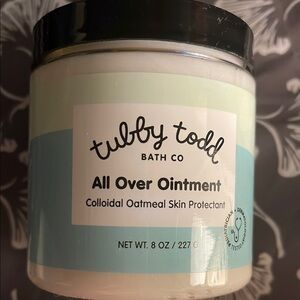 tubby todd
BATH CO
All Over Ointment
Colloidal Oatmeal Skin Protectant
NET WT. 8 OZ / 227 G